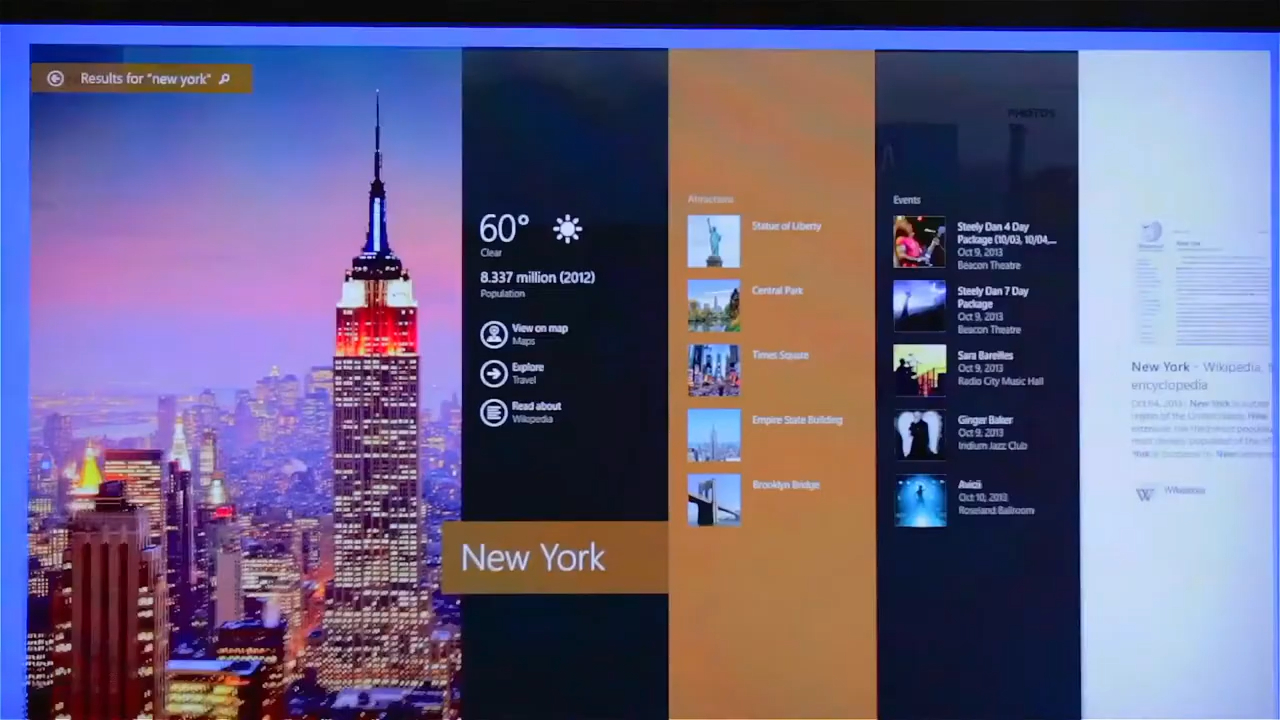 Results for "new york"
60°
Clear
8.337 million (2012)
Population
View on map
Maps
Explore
Travel
Read about
Wikipedia
New York
Attractions
Statue of Liberty
Central Park
Times Square
Empire State Building
Brooklyn Bridge
PHOTOS
Events
Steely Dan 4 Day
Package (10/03, 10/04,...
Oct 9, 2013
Beacon Theatre
Steely Dan 7 Day
Package
Oct 9, 2013
Beacon Theatre
Sara Bareilles
Oct 9, 2013
Radio City Music Hall
Ginger Baker
Oct 9, 2013
Iridium Jazz Club
Avicii
Oct 10, 2013
Roseland Ballroom
New York - Wikipedia,
encyclopedia
Wikipedia